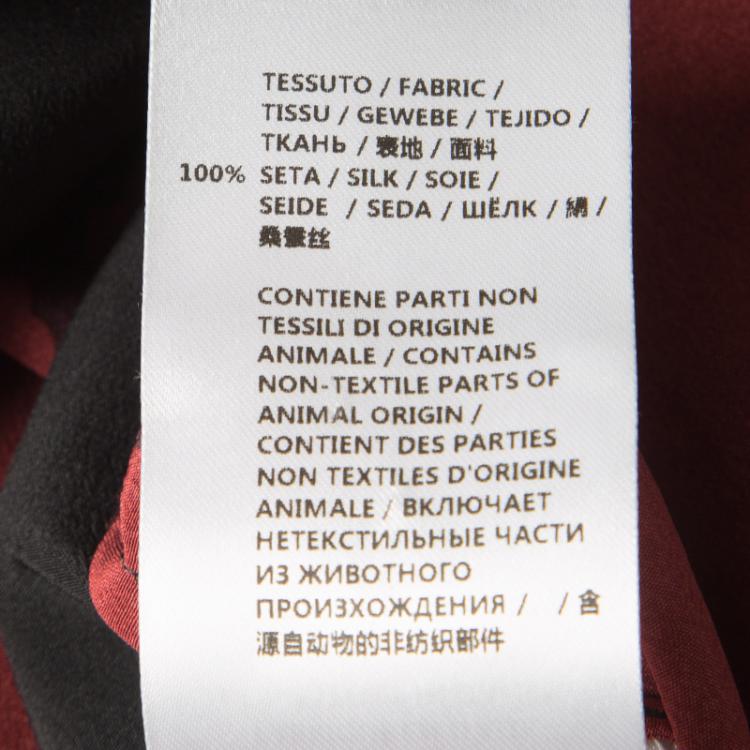 TESSUTO / FABRIC /
TISSU / GEWEBE / TEJIDO /
ТКАНЬ / 表地 / 面料
100% SETA / SILK / SOIE /
SEIDE / SEDA / ШЁЛК / 絹 /
桑蚕丝
CONTIENE PARTI NON
TESSILI DI ORIGINE
ANIMALE / CONTAINS
NON-TEXTILE PARTS OF
ANIMAL ORIGIN /
CONTIENT DES PARTIES
NON TEXTILES D'ORIGINE
ANIMALE / ВКЛЮЧАЕТ
НЕТЕКСТИЛЬНЫЕ ЧАСТИ
ИЗ ЖИВОТНОГО
ПРОИЗХОЖДЕНИЯ / / 含
源自动物的非纺织部件